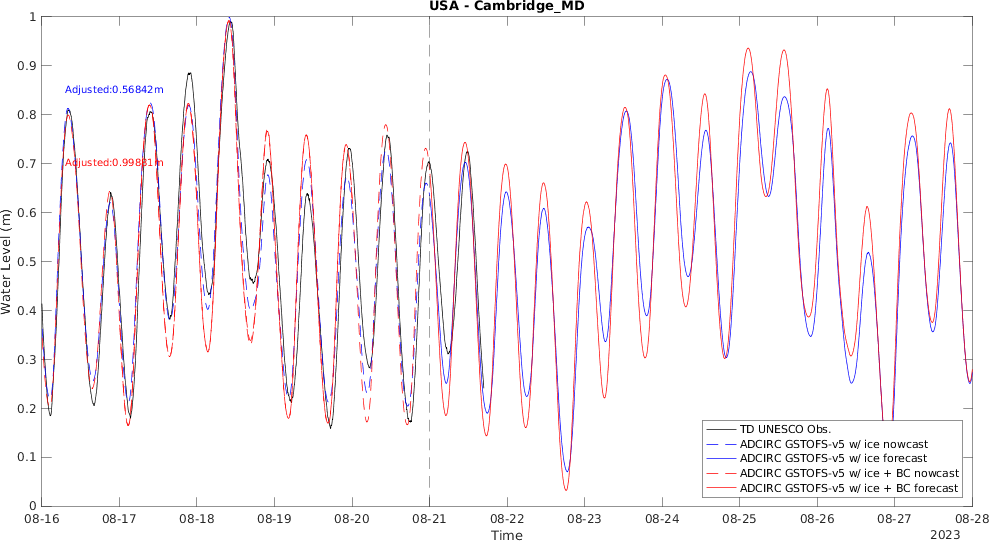 USA - Cambridge_MD
1
0.9
0.8
0.7
0.6
0.5
0.4
0.3
0.2
0.1
0
Water Level (m)
Adjusted:0.56842m
Adjusted:0.99831m
TD UNESCO Obs.
ADCIRC GSTOFS-v5 w/ ice nowcast
ADCIRC GSTOFS-v5 w/ ice forecast
ADCIRC GSTOFS-v5 w/ ice + BC nowcast
ADCIRC GSTOFS-v5 w/ ice + BC forecast
08-16 08-17 08-18 08-19 08-20 08-21 08-22 08-23 08-24 08-25 08-26 08-27 08-28
Time
2023